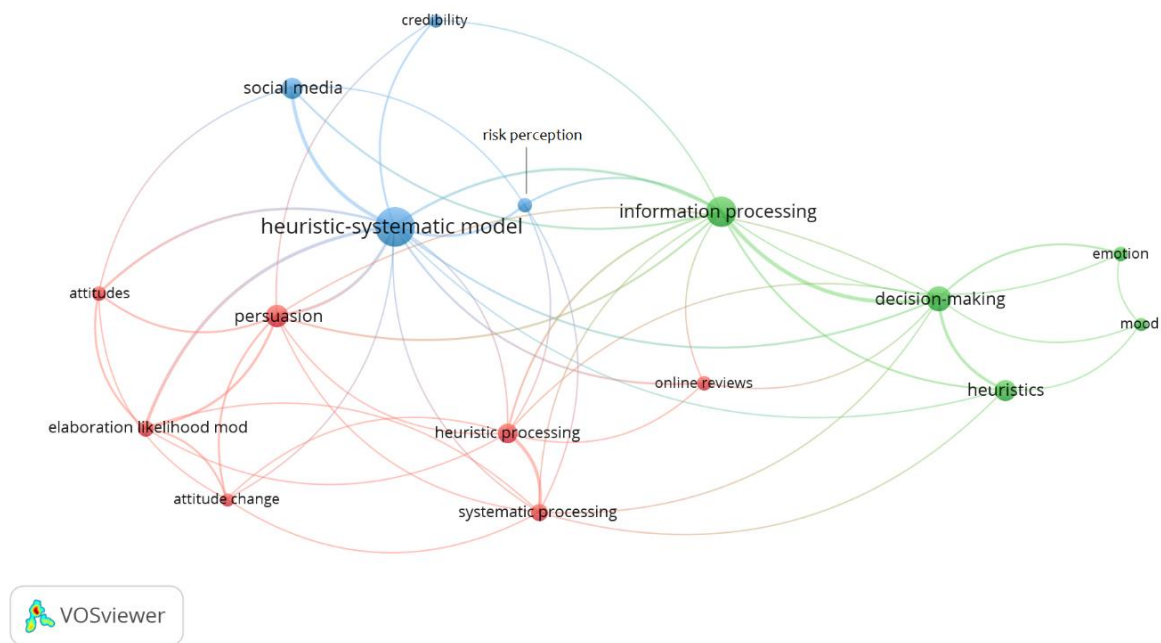 credibility
social media
risk perception
heuristic-systematic model
information processing
emotion
attitudes
decision-making
persuasion
mood
online reviews
heuristics
elaboration likelihood mod
heuristic processing
attitude change
systematic processing
VOSviewer